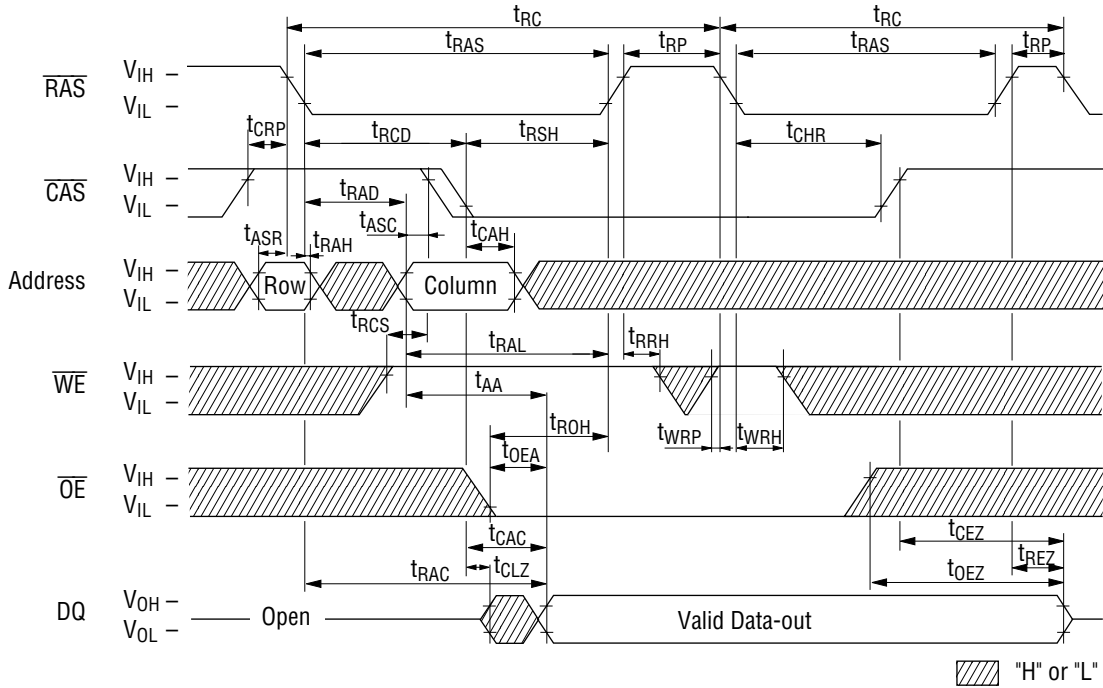 tRC tRC
tRAS tRP tRAS tRP
RAS VIH –
VIL –
tCRP tRCD tRSH tCHR
CAS VIH –
VIL –
tRAD
tASC tCAH
tASR tRAH
Address VIH –
VIL –
Row Column
tRCS tRAL tRRH
WE VIH –
VIL –
tAA
tROH tWRP tWRH
tOEA
OE VIH –
VIL –
tCAC tCEZ
tCLZ tREZ
tRAC tOEZ
DQ VOH –
VOL –
Open Valid Data-out
"H" or "L"